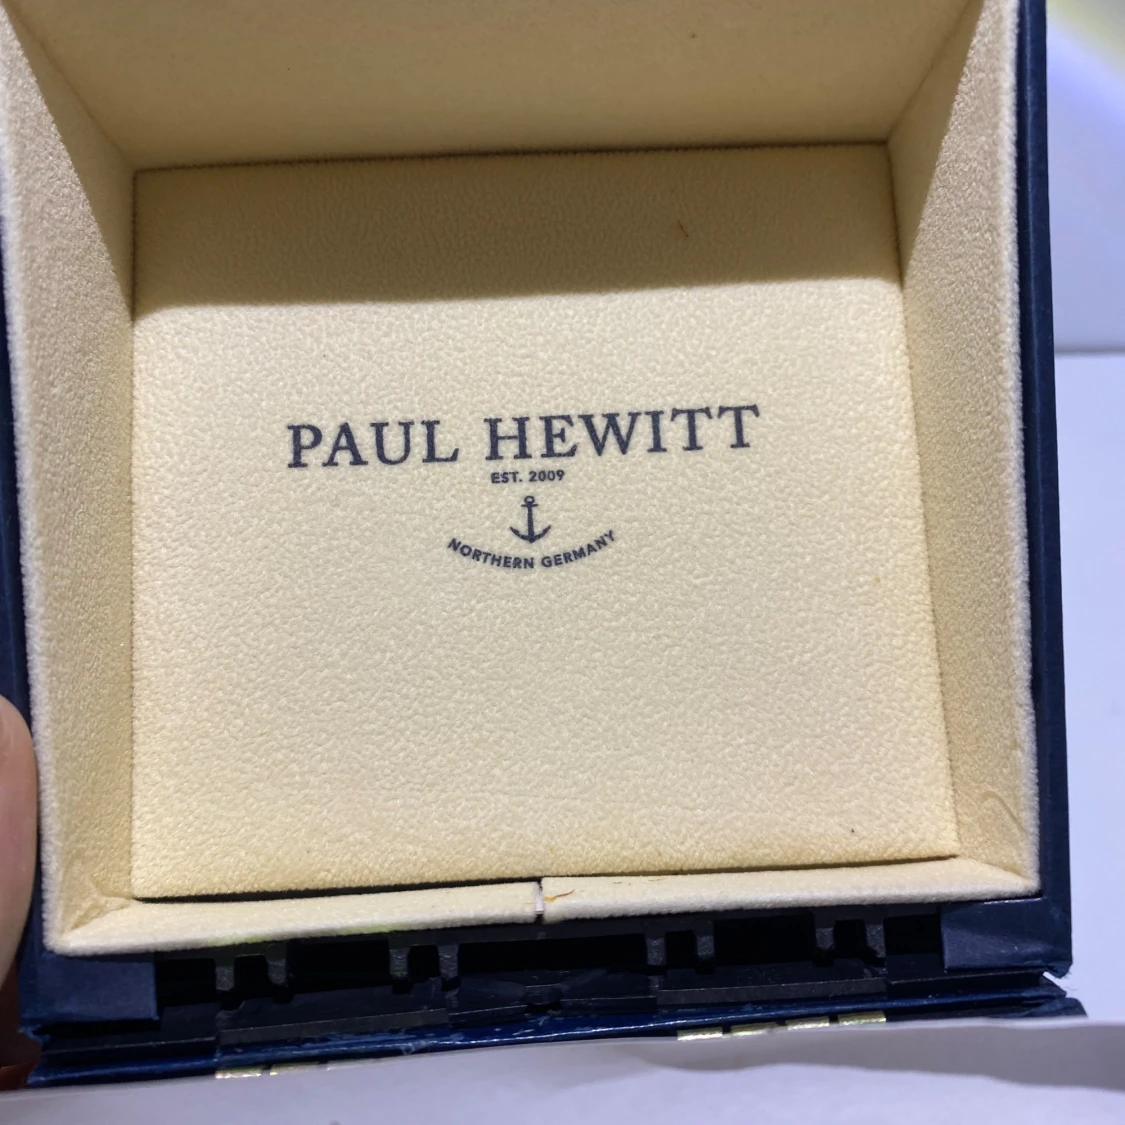 PAUL HEWITT
EST. 2009
NORTHERN GERMANY